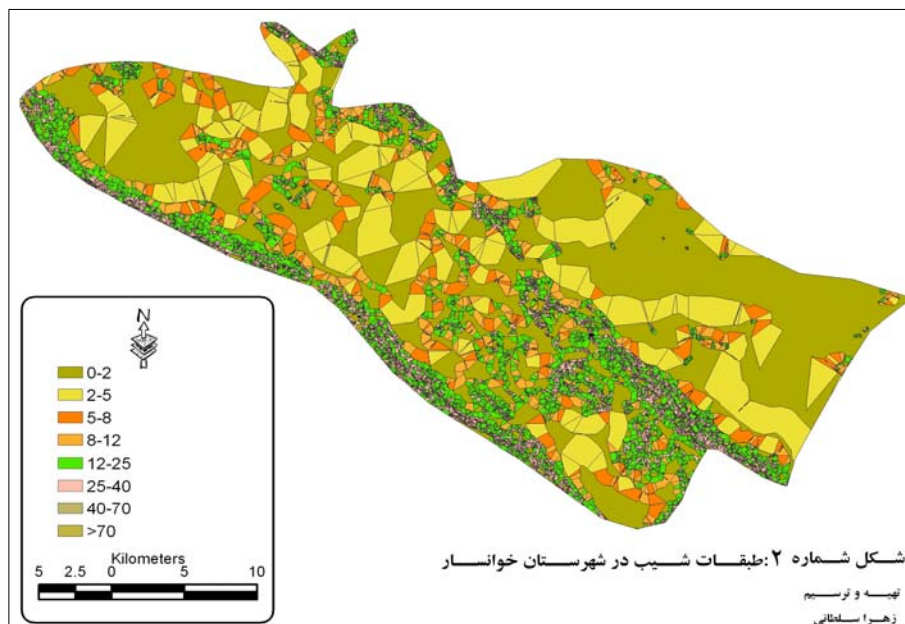 N
0-2
2-5
5-8
8-12
12-25
25-40
40-70
>70
Kilometers
5 2.5 0 5 10
شکل شماره ۲:طبقات شیب در شهرستان خوانسار
تهیه و ترسیم
زهرا سلطانی